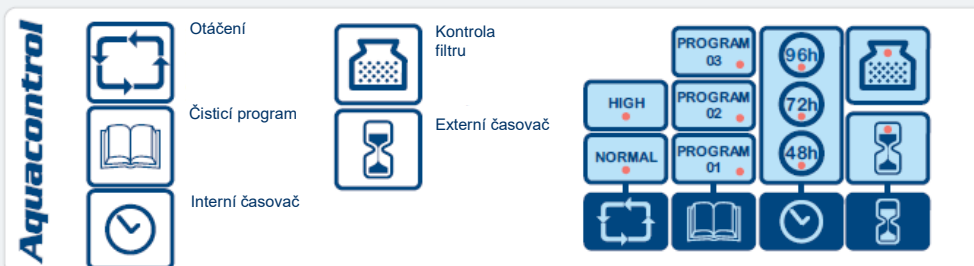 Aquacontrol
Otáčení
Čisticí program
Interní časovač
Kontrola
filtru
Externí časovač
HIGH
NORMAL
PROGRAM
03
PROGRAM
02
PROGRAM
01
96h
72h
48h